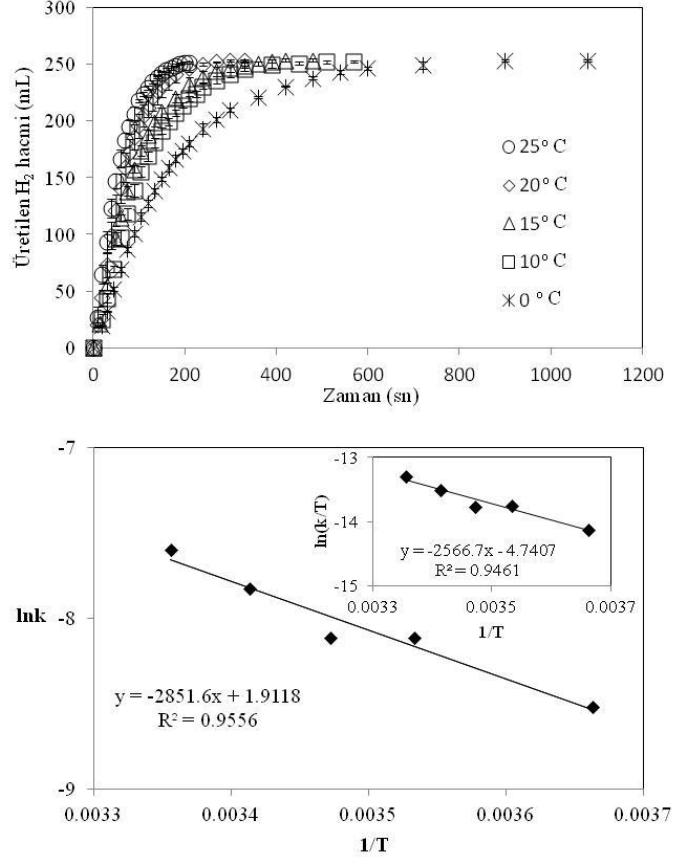 300
250
200
150
100
50
0
Üretilen H₂ hacmi (mL)
25° C
20° C
15° C
10° C
0 ° C
0 200 400 600 800 1000 1200
Zaman (sn)
-7
-8
-9
lnk
y = -2851.6x + 1.9118
R² = 0.9556
0.0033 0.0034 0.0035 0.0036 0.0037
1/T
-13
-14
-15
ln(k/T)
y = -2566.7x - 4.7407
R² = 0.9461
0.0033 0.0035 0.0037
1/T